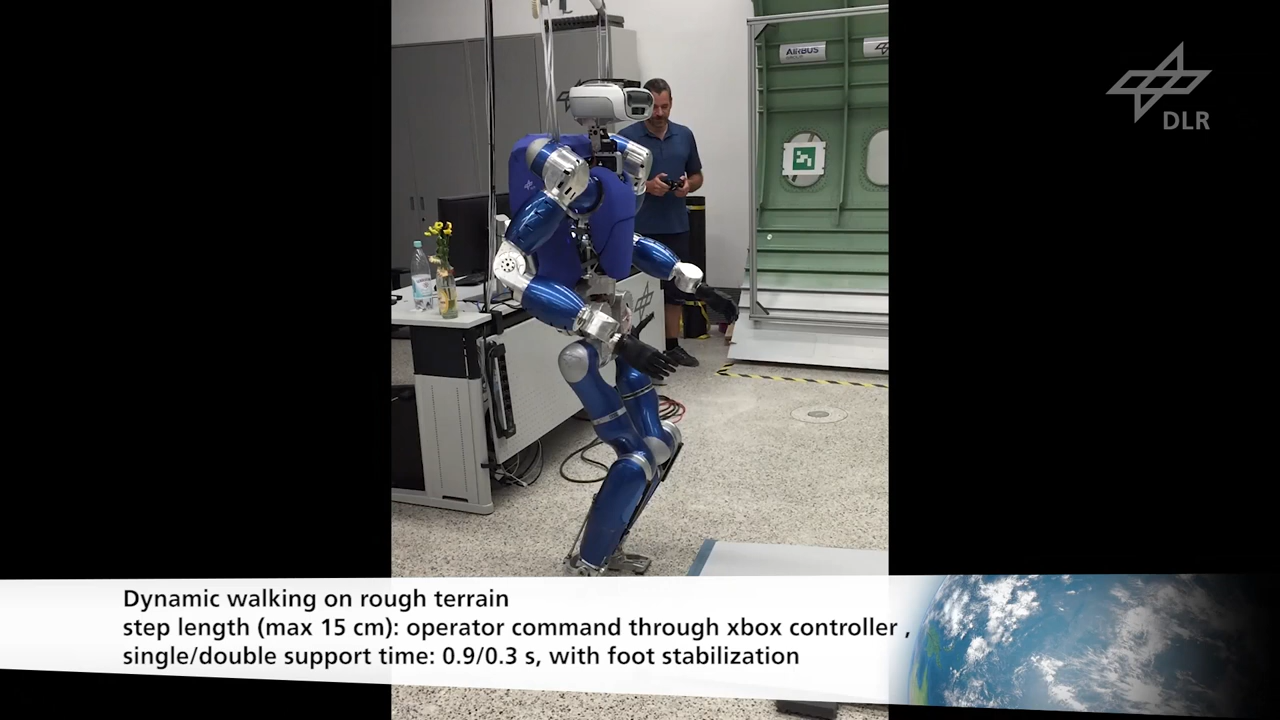 AIRBUS
GROUP
DLR
Dynamic walking on rough terrain
step length (max 15 cm): operator command through xbox controller ,
single/double support time: 0.9/0.3 s, with foot stabilization